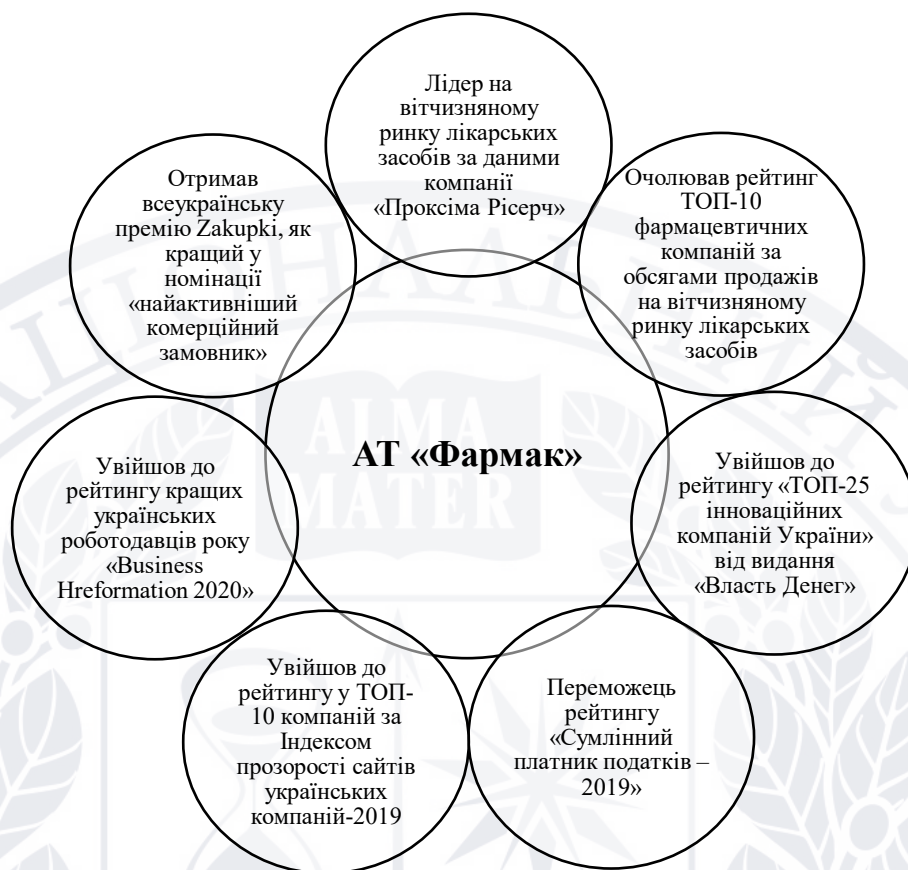 Лідер на
вітчизняному
ринку лікарських
засобів за даними
компанії
«Проксіма Рісерч»
Очолював рейтинг
ТОП-10
фармацевтичних
компаній за
обсягами продажів
на вітчизняному
ринку лікарських
засобів
Увійшов до
рейтингу «ТОП-25
інноваційних
компаній України»
від видання
«Власть Денег»
Переможець
рейтингу
«Сумлінний
платник податків –
2019»
Увійшов до
рейтингу у ТОП-
10 компаній за
Індексом
прозорості сайтів
українських
компаній-2019
Увійшов до
рейтингу кращих
українських
роботодавців року
«Business
Hreformation 2020»
Отримав
всеукраїнську
премію Zakupki, як
кращий у
номінації
«найактивніший
комерційний
замовник»
АТ «Фармак»
ALMA
MATER